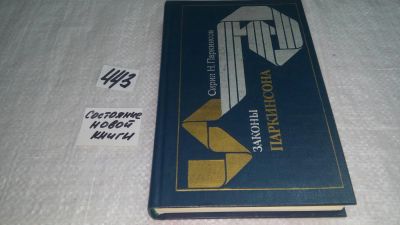 443
Состояние
новой
книги
Сирил Н. Паркинсон
ЗАКОНЫ
ПАРКИНСОНА